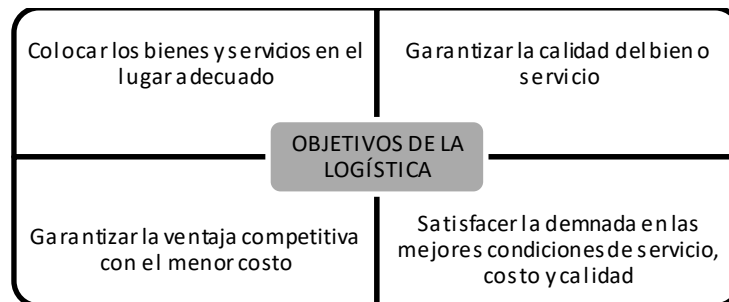 Colocar los bienes y servicios en el
lugar adecuado
Garantizar la calidad del bien o
servicio
OBJETIVOS DE LA
LOGÍSTICA
Garantizar la ventaja competitiva
con el menor costo
Satisfacer la demnada en las
mejores condiciones de servicio,
costo y calidad